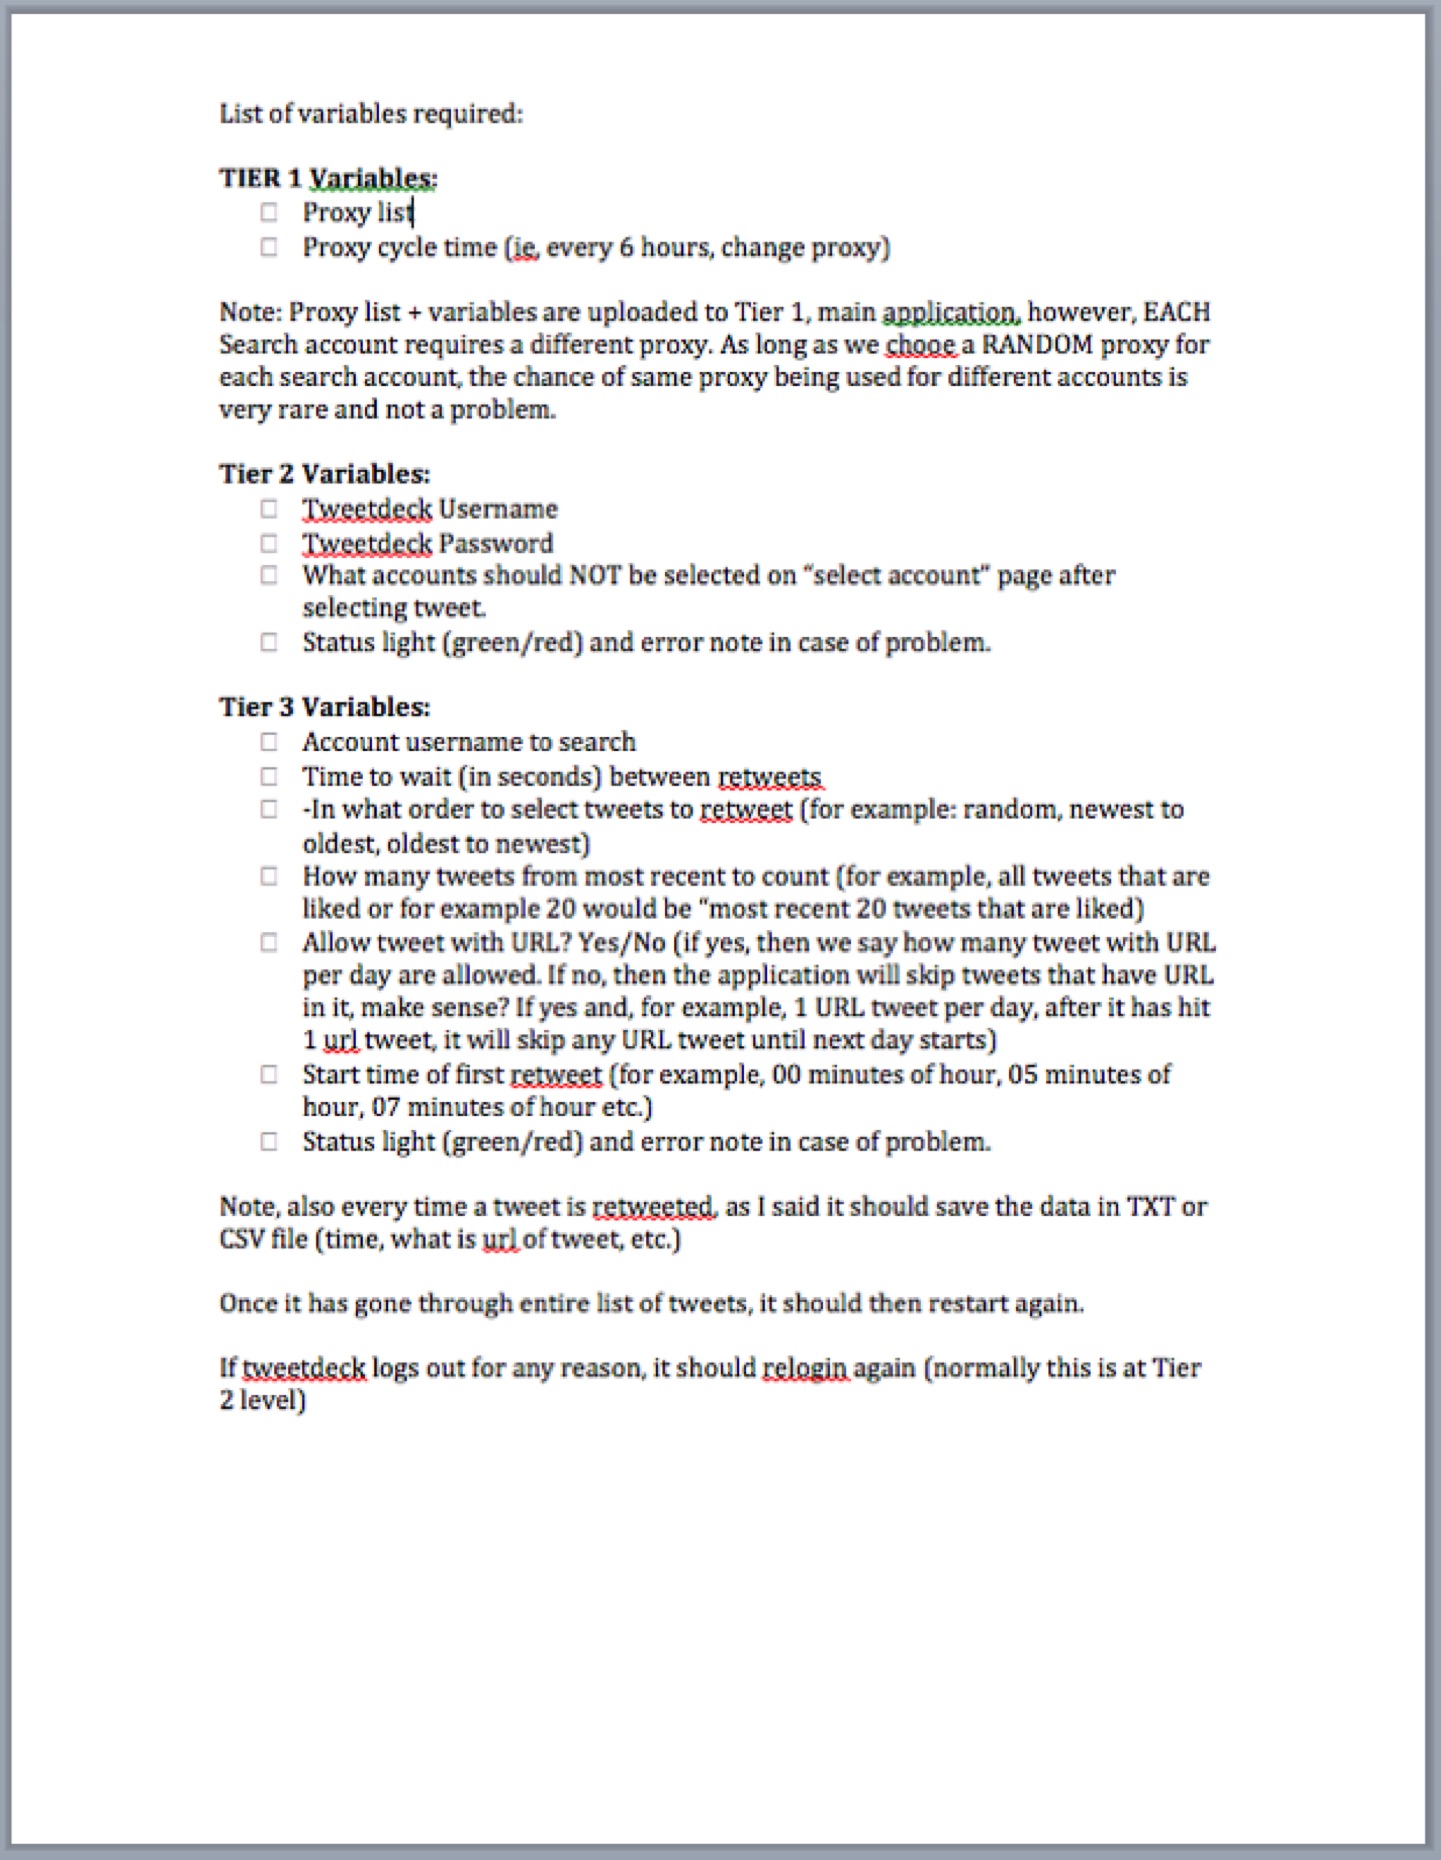 List of variables required:
TIER 1 Variables:
Proxy list
Proxy cycle time (ie, every 6 hours, change proxy)
Note: Proxy list + variables are uploaded to Tier 1, main application, however, EACH
Search account requires a different proxy. As long as we chooe a RANDOM proxy for
each search account, the chance of same proxy being used for different accounts is
very rare and not a problem.
Tier 2 Variables:
Tweetdeck Username
Tweetdeck Password
What accounts should NOT be selected on “select account” page after
selecting tweet.
Status light (green/red) and error note in case of problem.
Tier 3 Variables:
Account username to search
Time to wait (in seconds) between retweets
-In what order to select tweets to retweet (for example: random, newest to
oldest, oldest to newest)
How many tweets from most recent to count (for example, all tweets that are
liked or for example 20 would be “most recent 20 tweets that are liked)
Allow tweet with URL? Yes/No (if yes, then we say how many tweet with URL
per day are allowed. If no, then the application will skip tweets that have URL
in it, make sense? If yes and, for example, 1 URL tweet per day, after it has hit
1 url tweet, it will skip any URL tweet until next day starts)
Start time of first retweet (for example, 00 minutes of hour, 05 minutes of
hour, 07 minutes of hour etc.)
Status light (green/red) and error note in case of problem.
Note, also every time a tweet is retweeted, as I said it should save the data in TXT or
CSV file (time, what is url of tweet, etc.)
Once it has gone through entire list of tweets, it should then restart again.
If tweetdeck logs out for any reason, it should relogin again (normally this is at Tier
2 level)